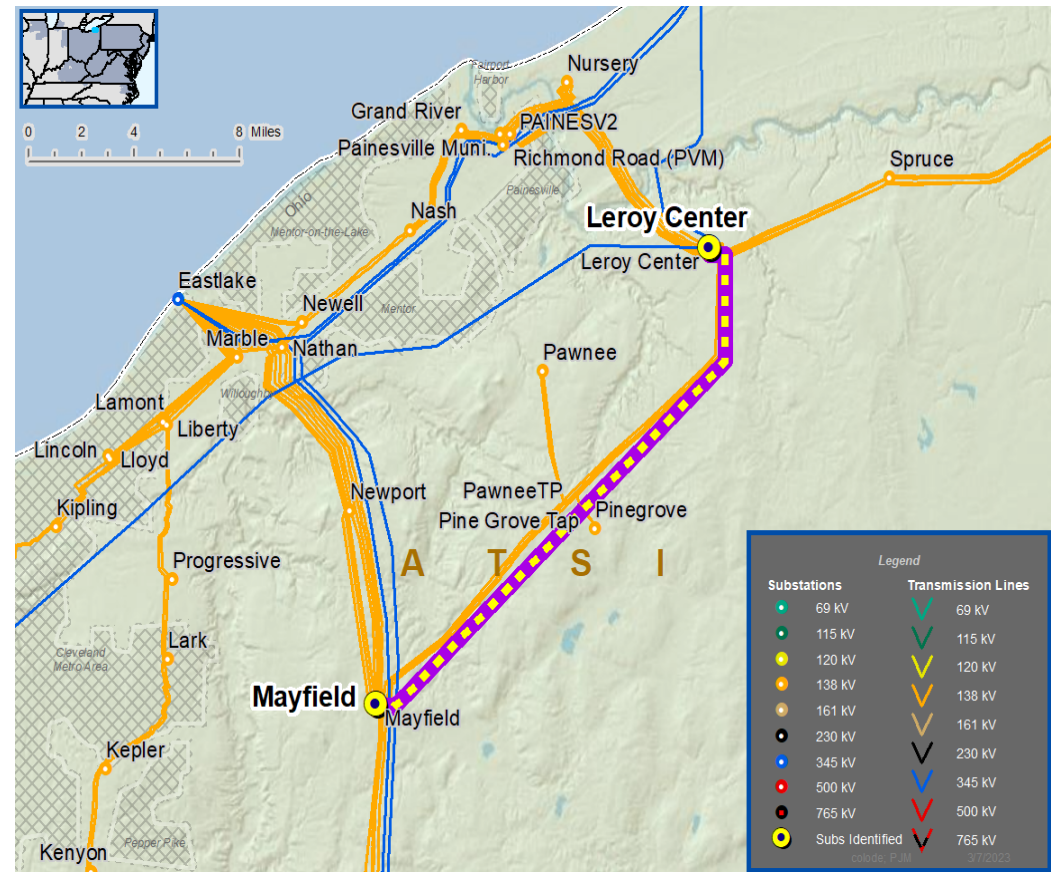 Fairport
Harbor
Nursery
0 2 4 8 Miles
Grand River
PAINESV2
Painesville Muni.
Richmond Road (PVM)
Spruce
Painesville
Ohio
Nash
Mentor-on-the-Lake
Leroy Center
Leroy Center
Eastlake
Newell
Mentor
Marble
Nathan
Pawnee
Willoughby
Lamont
Liberty
Lincoln
Lloyd
Newport
PawneeTP
Kipling
Pine Grove Tap
Pinegrove
A T S I
Progressive
Lark
Cleveland
Metro Area
Mayfield
Mayfield
Kepler
Pepper Pike
Kenyon
Legend
Substations
Transmission Lines
69 kV
69 kV
115 kV
115 kV
120 kV
120 kV
138 kV
138 kV
161 kV
161 kV
230 kV
230 kV
345 kV
345 kV
500 kV
500 kV
765 kV
Subs Identified
765 kV
colode; PJM
3/7/2023